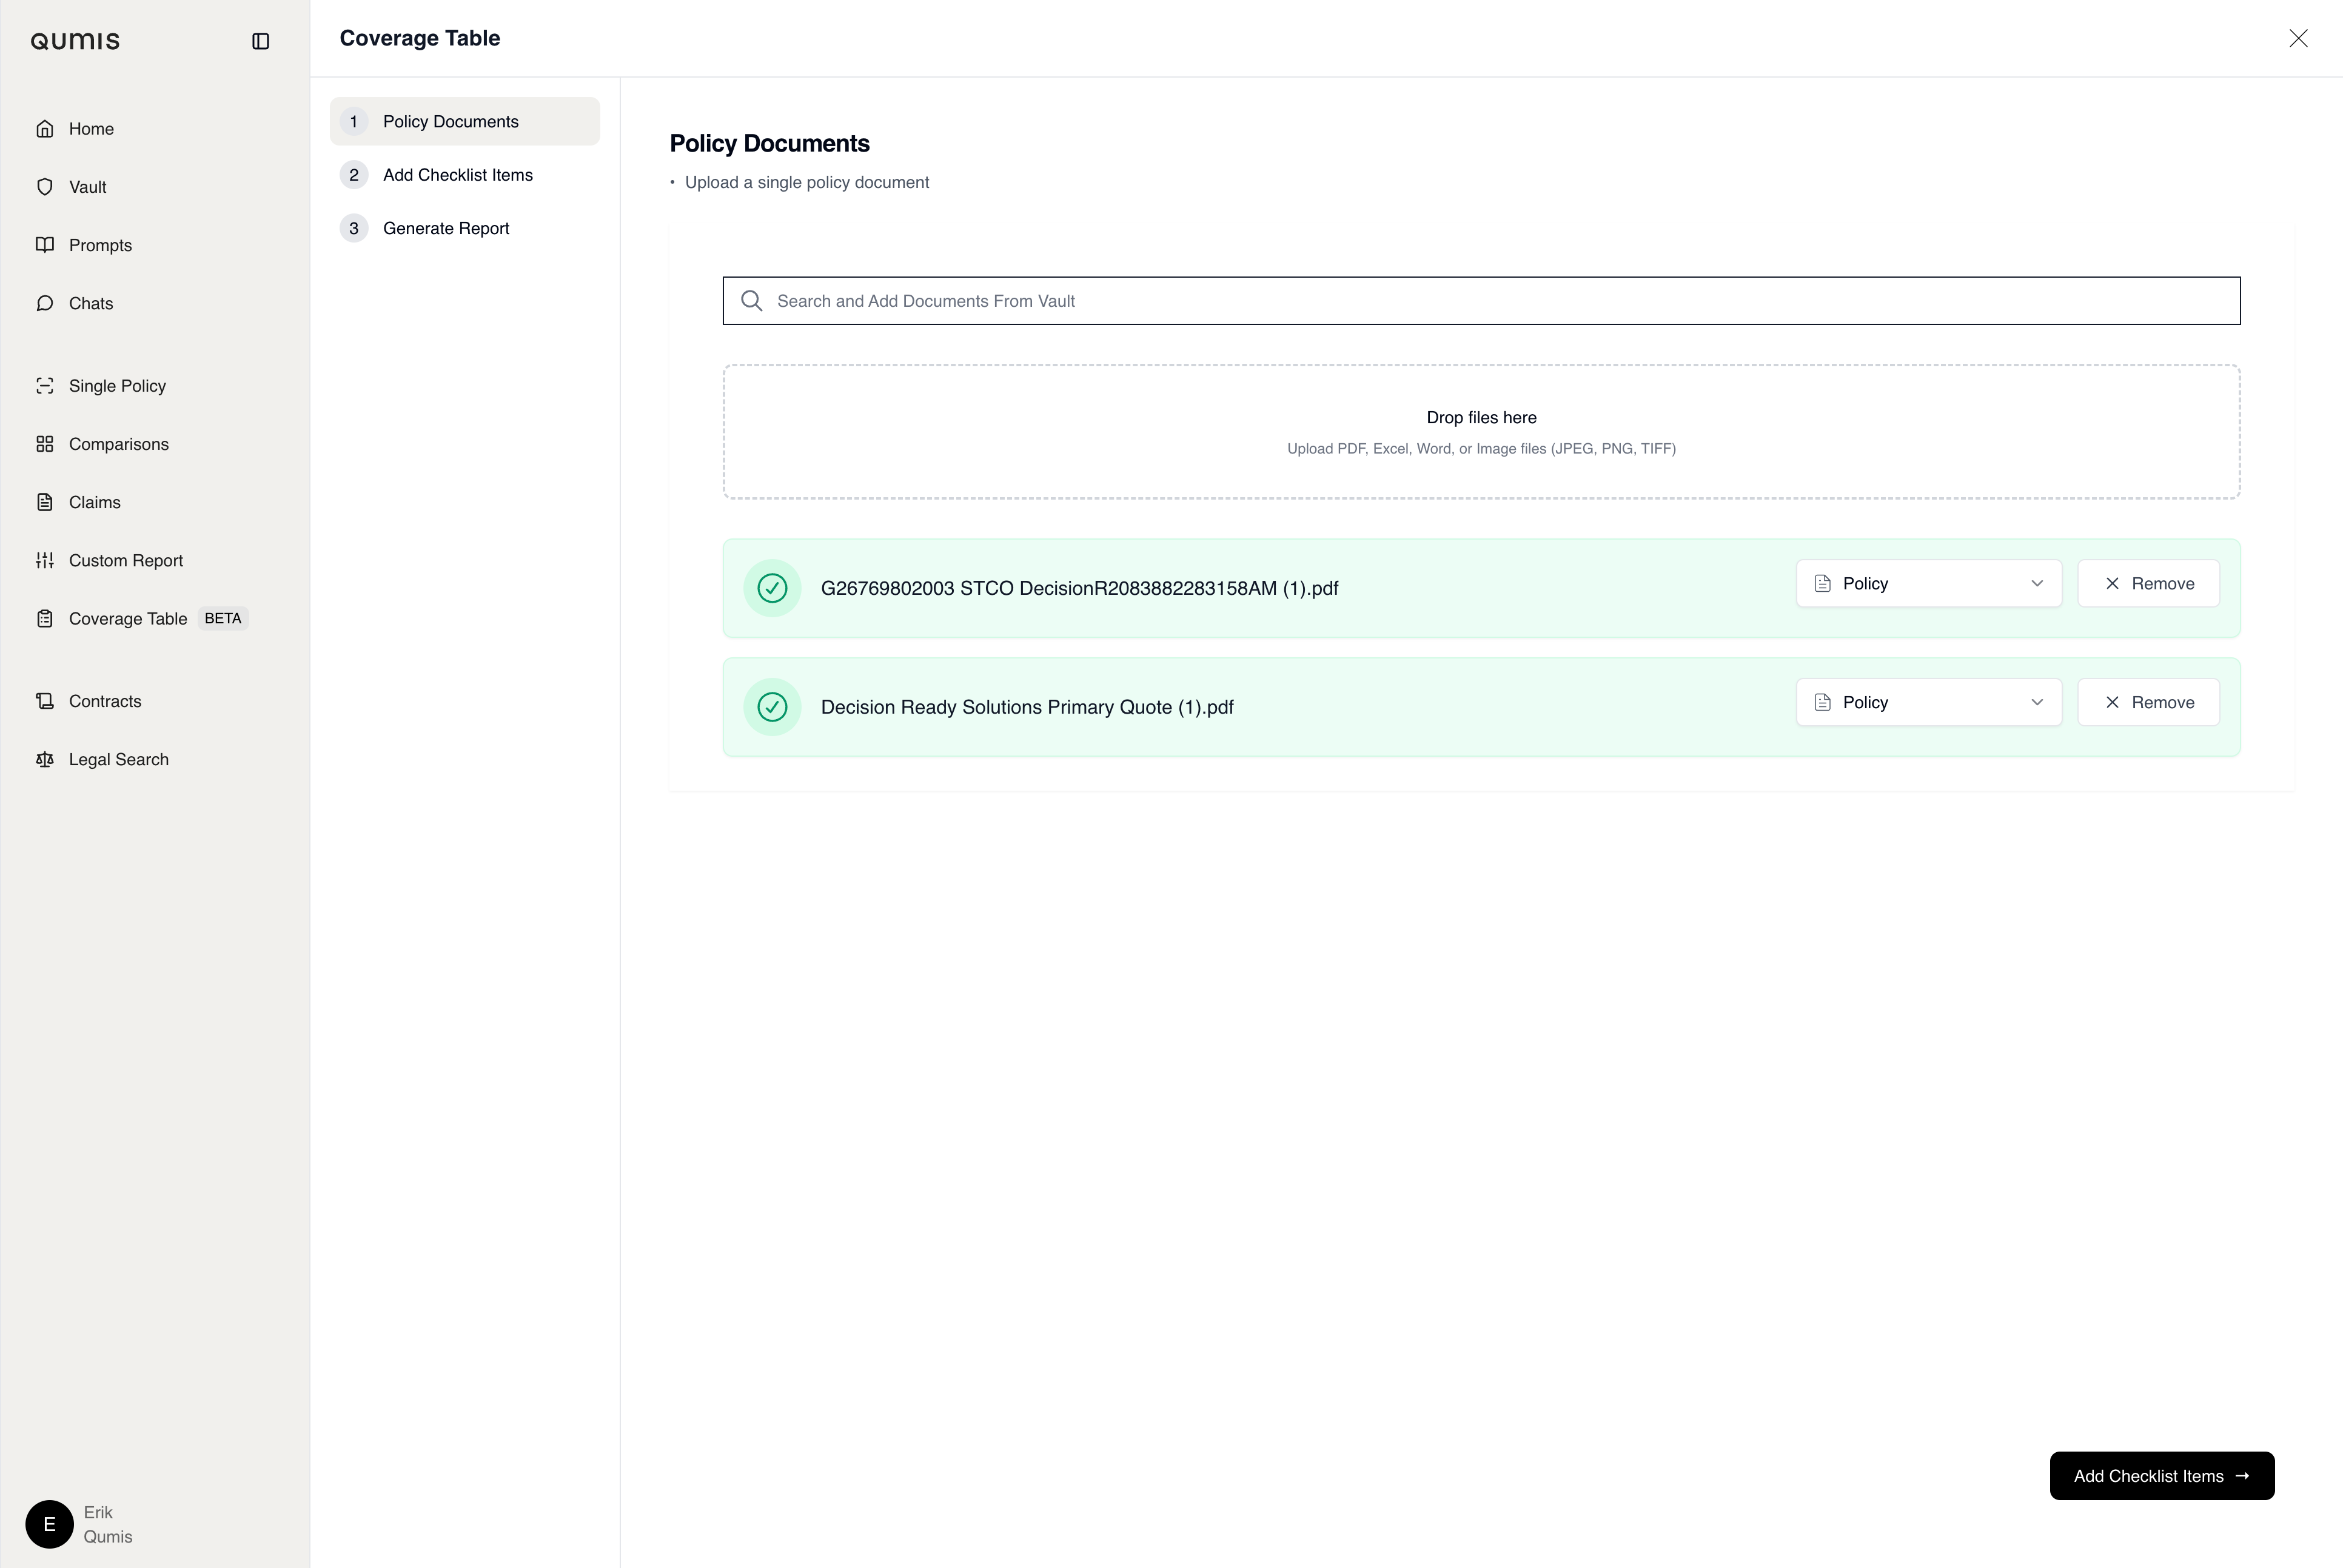 QUMIS
Home
Vault
Prompts
Chats
Single Policy
Comparisons
Claims
Custom Report
Coverage Table BETA
Contracts
Legal Search
E
Erik
Qumis
Coverage Table
1 Policy Documents
2 Add Checklist Items
3 Generate Report
Policy Documents
• Upload a single policy document
Search and Add Documents From Vault
Drop files here
Upload PDF, Excel, Word, or Image files (JPEG, PNG, TIFF)
G26769802003 STCO DecisionR2083882283158AM (1).pdf Policy Remove
Decision Ready Solutions Primary Quote (1).pdf Policy Remove
Add Checklist Items →